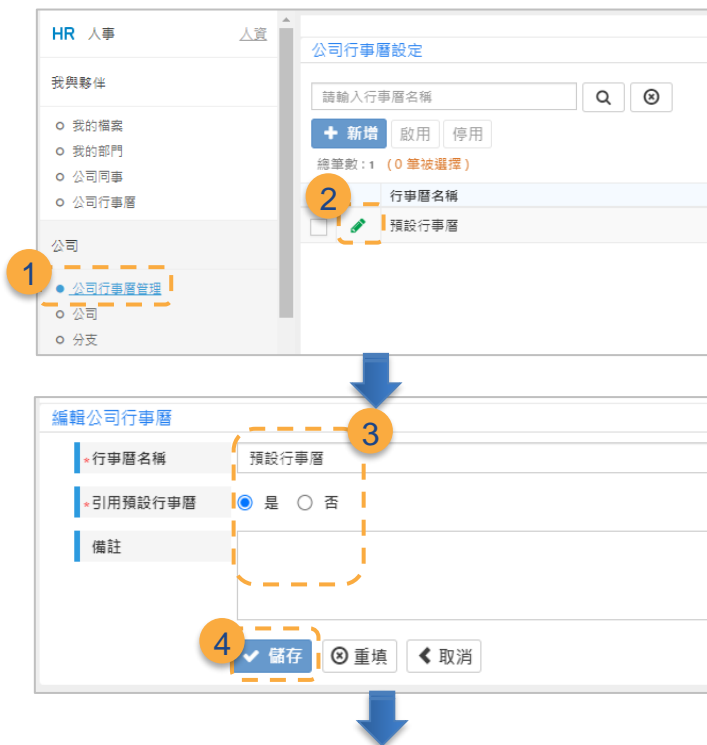 HR 人事 人資
我與夥伴
我的檔案
我的部門
公司同事
公司行事曆
公司
1
公司行事曆管理
公司
分支
公司行事曆設定
請輸入行事曆名稱
新增 啟用 停用
總筆數：1 (0 筆被選擇)
2
行事曆名稱
預設行事曆
編輯公司行事曆
3
*行事曆名稱 預設行事曆
*引用預設行事曆 是 否
備註
4
儲存 重填 取消